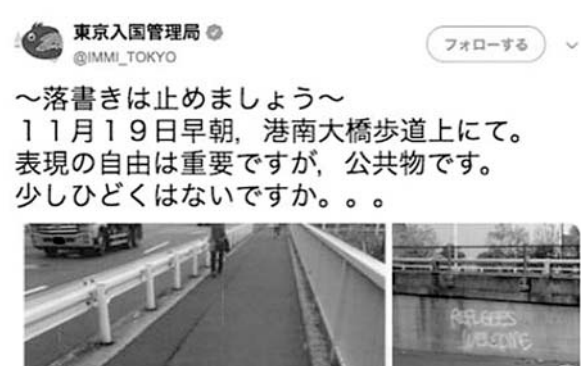 東京入国管理局
@IMMI_TOKYO
フォローする
～落書きは止めましょう～
１１月１９日早朝，港南大橋歩道上にて。
表現の自由は重要ですが，公共物です。
少しひどくはないですか。。。
REFUGEES
WELCOME